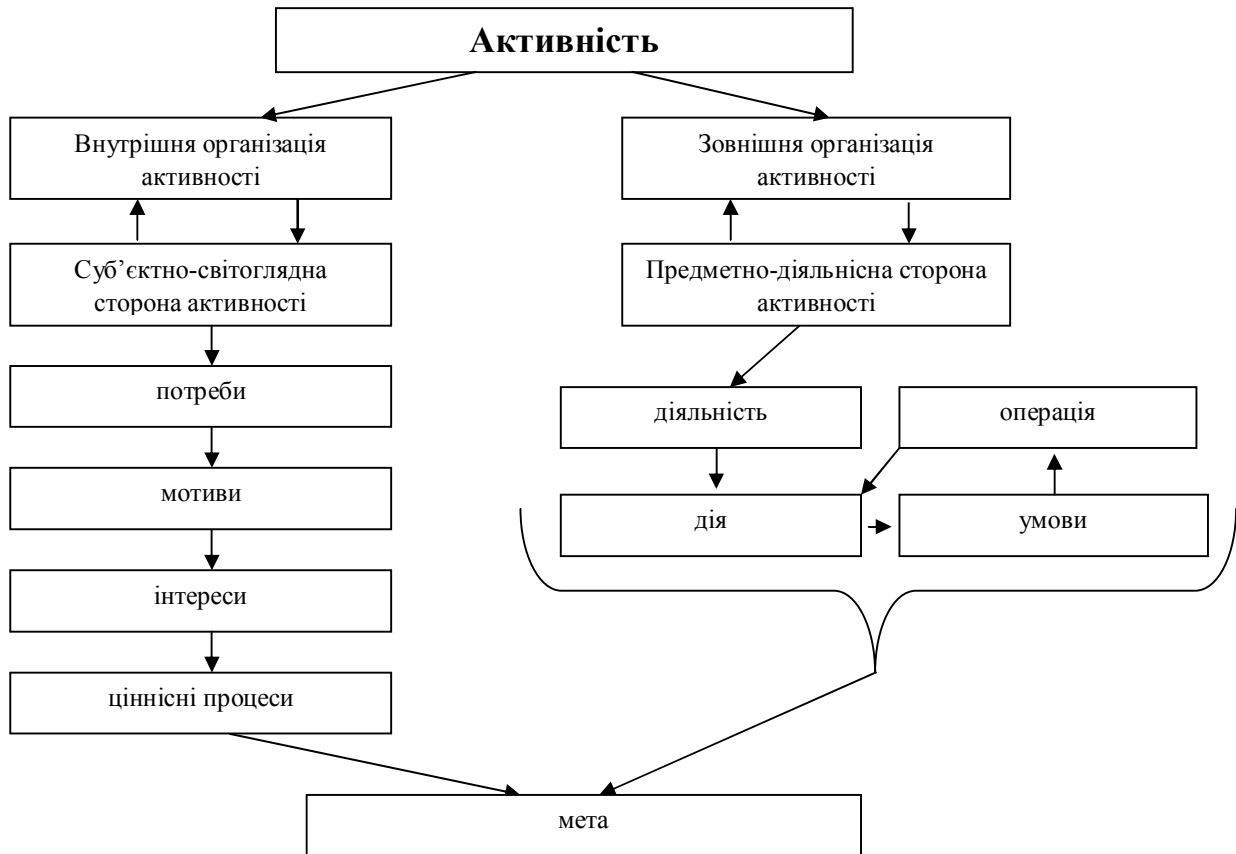 Активність
Внутрішня організація
активності
Зовнішня організація
активності
Суб’єктно-світоглядна
сторона активності
Предметно-діяльнісна сторона
активності
потреби
діяльність
операція
мотиви
дія
умови
інтереси
ціннісні процеси
мета